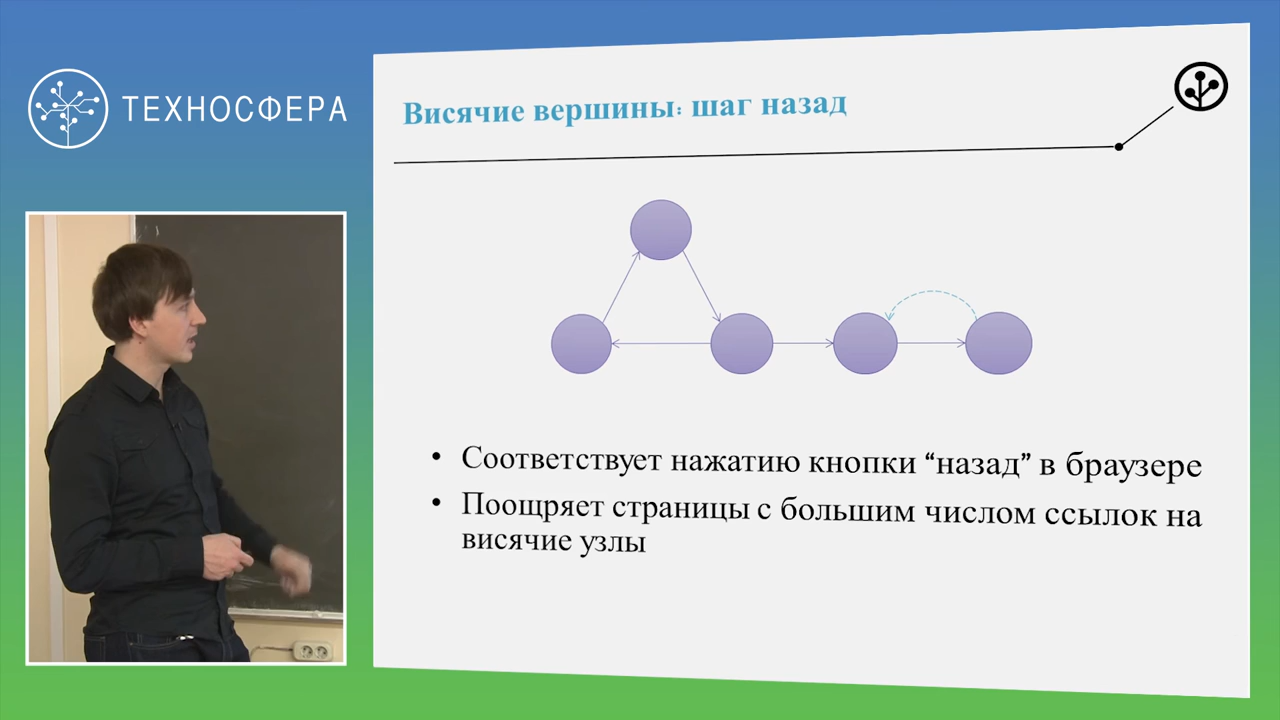 ТЕХНОСФЕРА
Висячие вершины: шаг назад
• Соответствует нажатию кнопки “назад” в браузере
• Поощряет страницы с большим числом ссылок на
висячие узлы